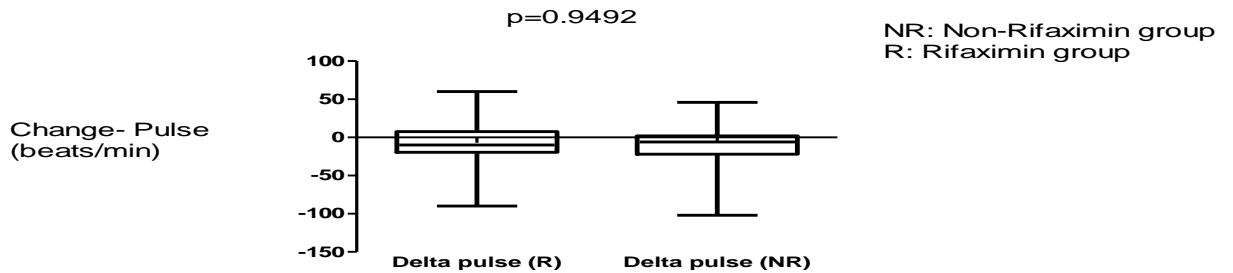 p=0.9492
NR: Non-Rifaximin group
R: Rifaximin group
Change- Pulse
(beats/min)
100
50
0
-50
-100
-150
Delta pulse (R)
Delta pulse (NR)